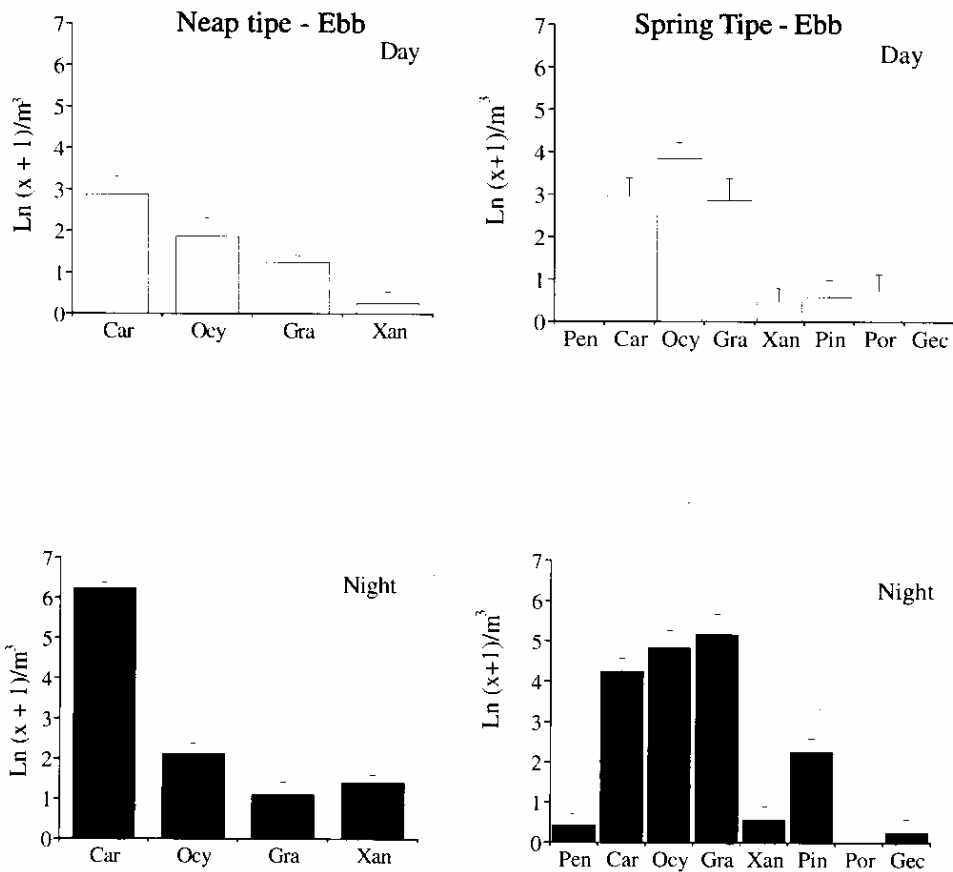 Neap tipe - Ebb
Day
Ln (x + 1)/m³
7
6
5
4
3
2
1
0
Car Ocy Gra Xan
Spring Tipe - Ebb
Day
Ln (x+1)/m³
7
6
5
4
3
2
1
0
Pen Car Ocy Gra Xan Pin Por Gec
Night
Ln (x + 1)/m³
7
6
5
4
3
2
1
0
Car Ocy Gra Xan
Night
Ln (x+1)/m³
7
6
5
4
3
2
1
0
Pen Car Ocy Gra Xan Pin Por Gec